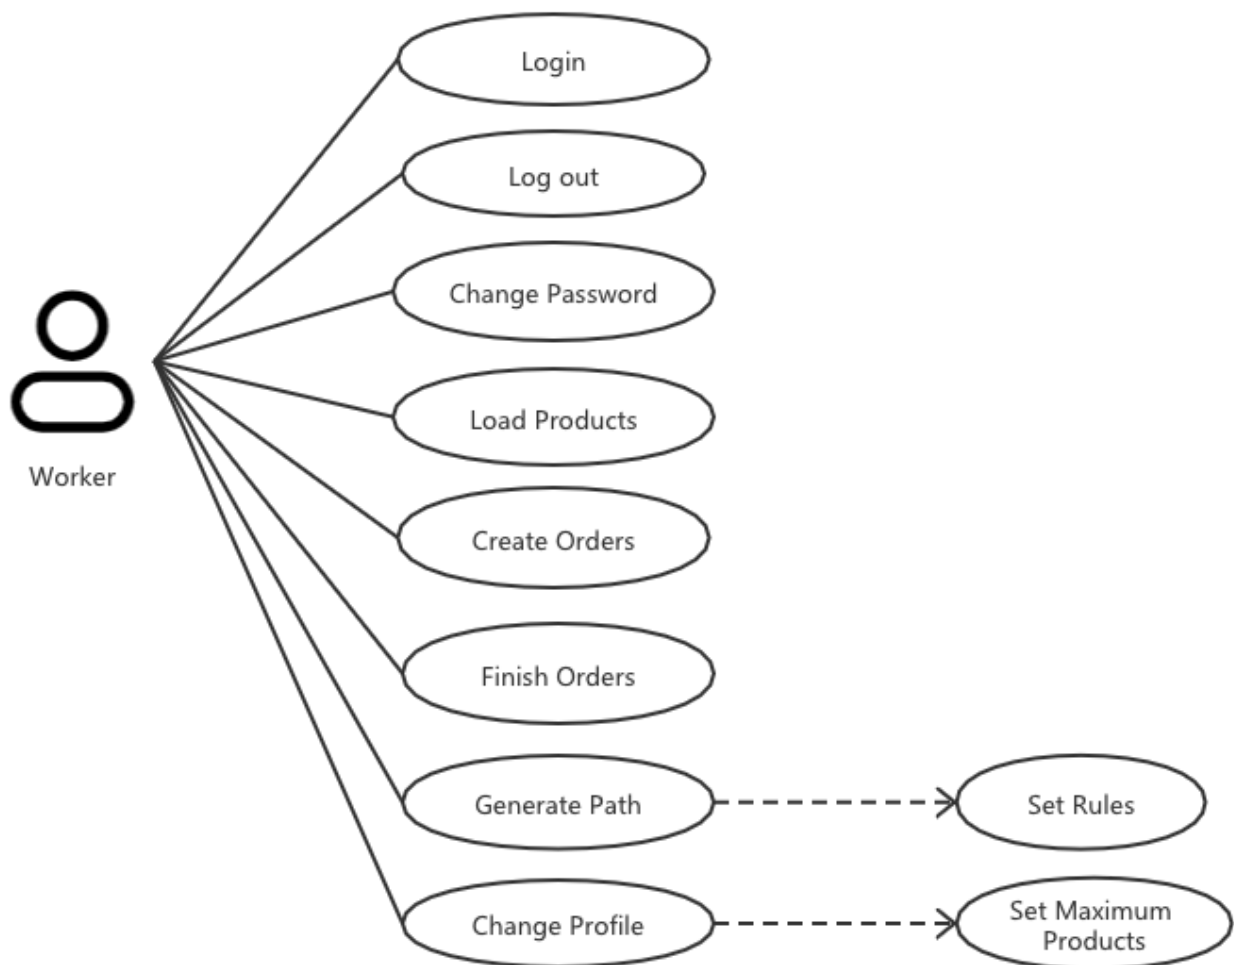 Login
Log out
Change Password
Load Products
Worker
Create Orders
Finish Orders
Generate Path
Set Rules
Change Profile
Set Maximum
Products